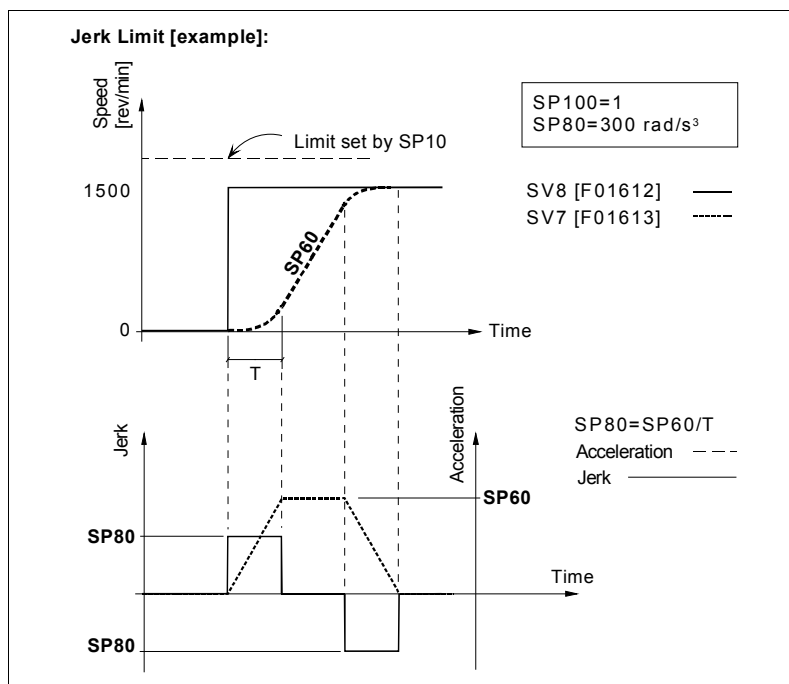 Jerk Limit [example]:
Speed
[rev/min]
SP100=1
SP80=300 rad/s³
Limit set by SP10
1500
SV8 [F01612]
SV7 [F01613]
SP60
0
Time
T
Jerk
Acceleration
SP80=SP60/T
Acceleration
Jerk
SP60
SP80
Time
SP80